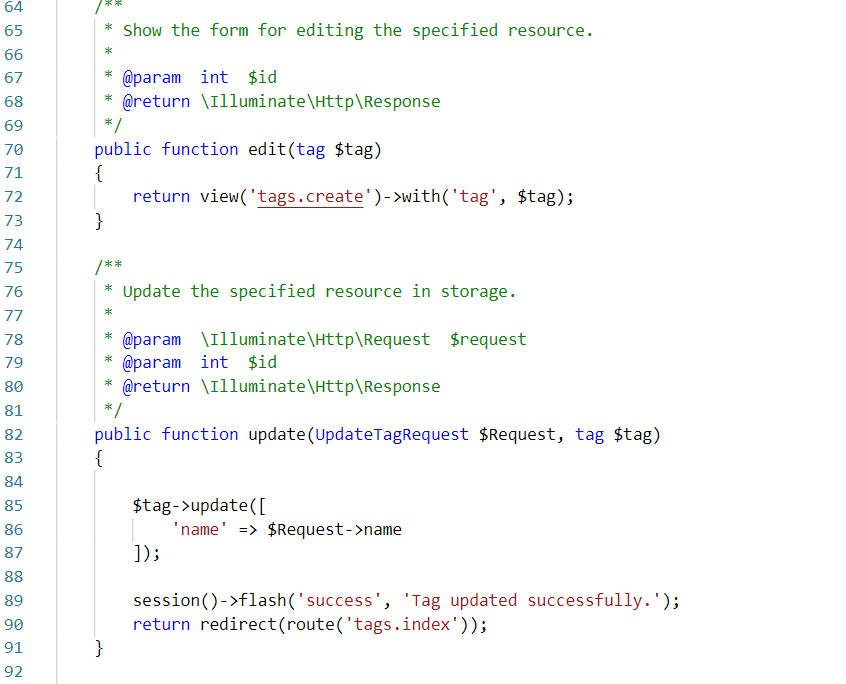 64 /**
65 * Show the form for editing the specified resource.
66 *
67 * @param  int  $id
68 * @return \Illuminate\Http\Response
69 */
70 public function edit(tag $tag)
71 {
72 return view('tags.create')->with('tag', $tag);
73 }
74
75 /**
76 * Update the specified resource in storage.
77 *
78 * @param  \Illuminate\Http\Request  $request
79 * @param  int  $id
80 * @return \Illuminate\Http\Response
81 */
82 public function update(UpdateTagRequest $Request, tag $tag)
83 {
84
85 $tag->update([
86 'name' => $Request->name
87 ]);
88
89 session()->flash('success', 'Tag updated successfully.');
90 return redirect(route('tags.index'));
91 }
92